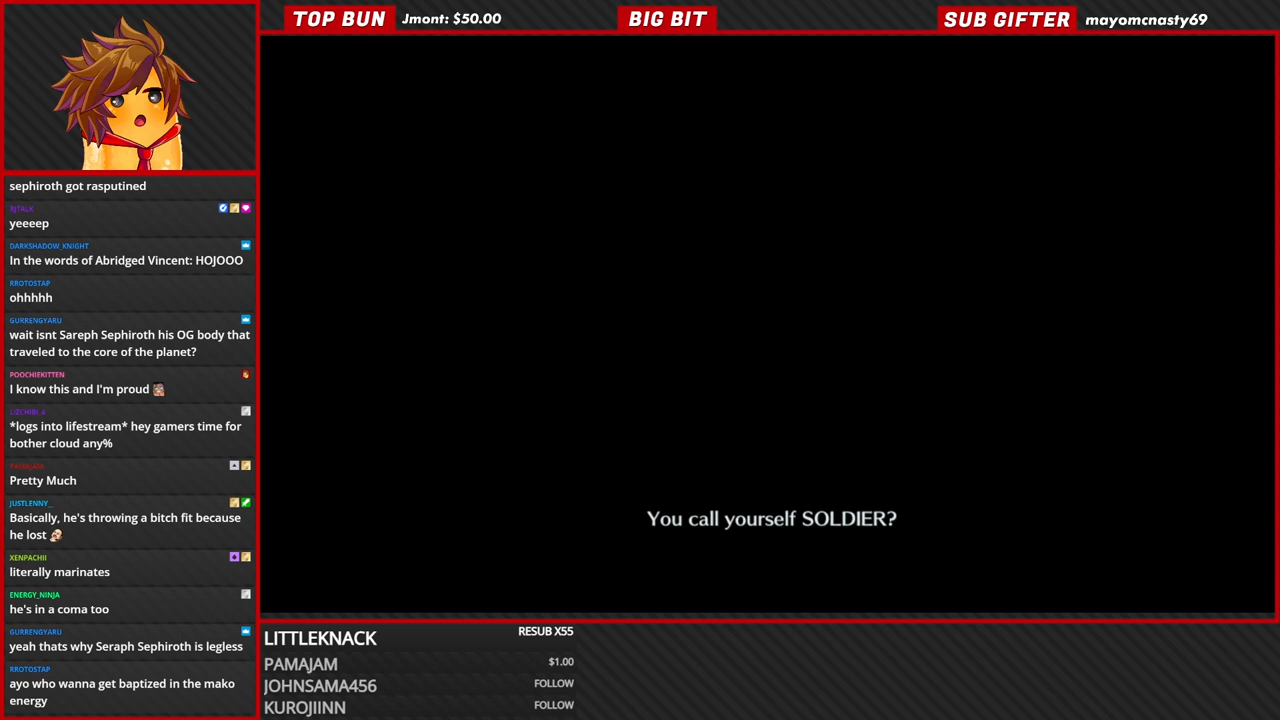 TOP BUN
Jmont: $50.00
BIG BIT
SUB GIFTER
mayomcnasty69
sephiroth got rasputined
yeeeep
DARKSHADOW_KNIGHT
In the words of Abridged Vincent: HOJOOO
RROTOSTAP
ohhhhh
GURRENGYARU
wait isnt Sareph Sephiroth his OG body that
traveled to the core of the planet?
POOCHIEKITTEN
I know this and I'm proud
LIZCHIBI_4
*logs into lifestream* hey gamers time for
bother cloud any%
PAMAJAM
Pretty Much
JUSTLENNY_
Basically, he's throwing a bitch fit because
he lost
XENPACHII
literally marinates
ENERGY_NINJA
he's in a coma too
GURRENGYARU
yeah thats why Seraph Sephiroth is legless
RROTOSTAP
ayo who wanna get baptized in the mako
energy
You call yourself SOLDIER?
LITTLEKNACK
RESUB X55
PAMAJAM
$1.00
JOHNSAMA456
FOLLOW
KUROJIINN
FOLLOW